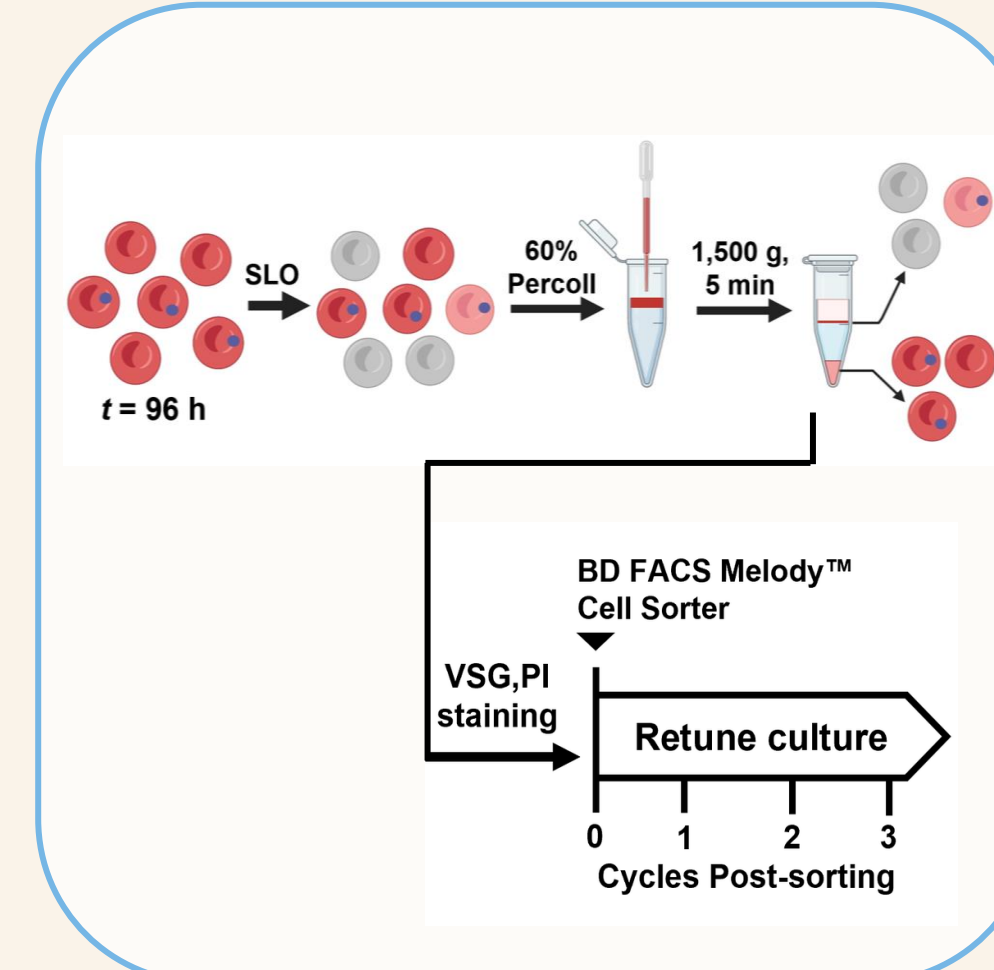 SLO
t = 96 h
60%
Percoll
1,500 g,
5 min
BD FACS Melody™
Cell Sorter
VSG,PI
staining
Retune culture
0 1 2 3
Cycles Post-sorting